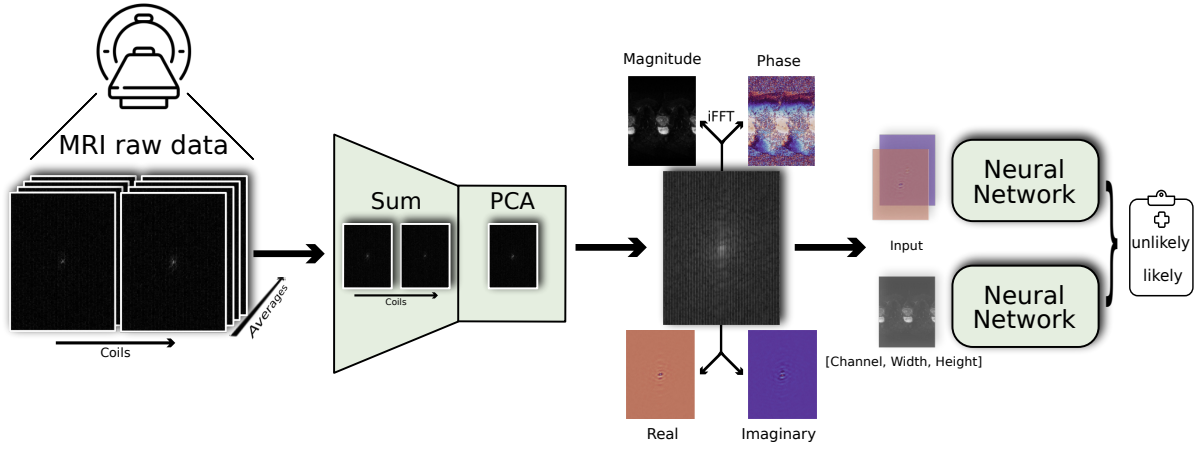 MRI raw data
Coils
Averages
Sum
PCA
Coils
Magnitude
Phase
iFFT
Real
Imaginary
Input
[Channel, Width, Height]
Neural
Network
Neural
Network
unlikely
likely